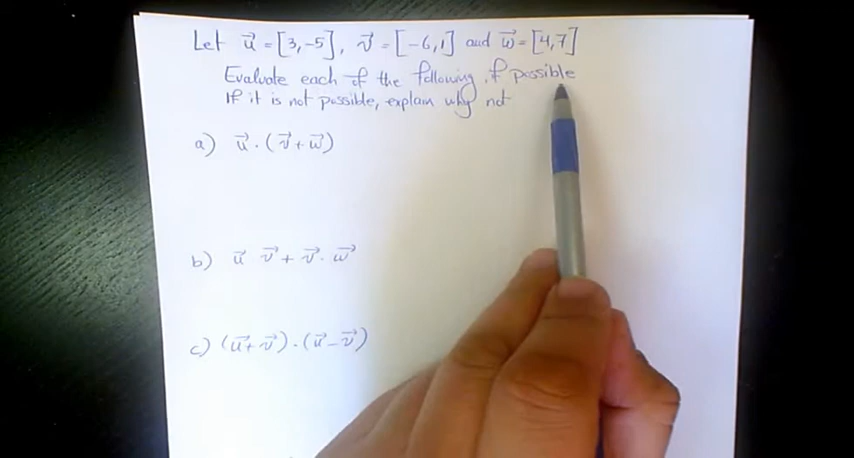 Let u⃗ = [3,-5], v⃗ = [-6,1] and w⃗ = [4,7]
Evaluate each of the following, if possible
If it is not possible, explain why not
a) u⃗ · (v⃗ + w⃗)
b) u⃗ v⃗ + v⃗ · w⃗
c) (u⃗ + v⃗) · (u⃗ - v⃗)